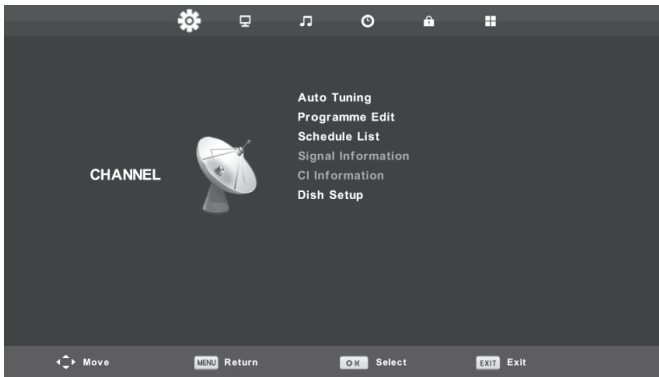 Auto Tuning
Programme Edit
Schedule List
Signal Information
CHANNEL
CI Information
Dish Setup
Move
MENU Return
OK Select
EXIT Exit